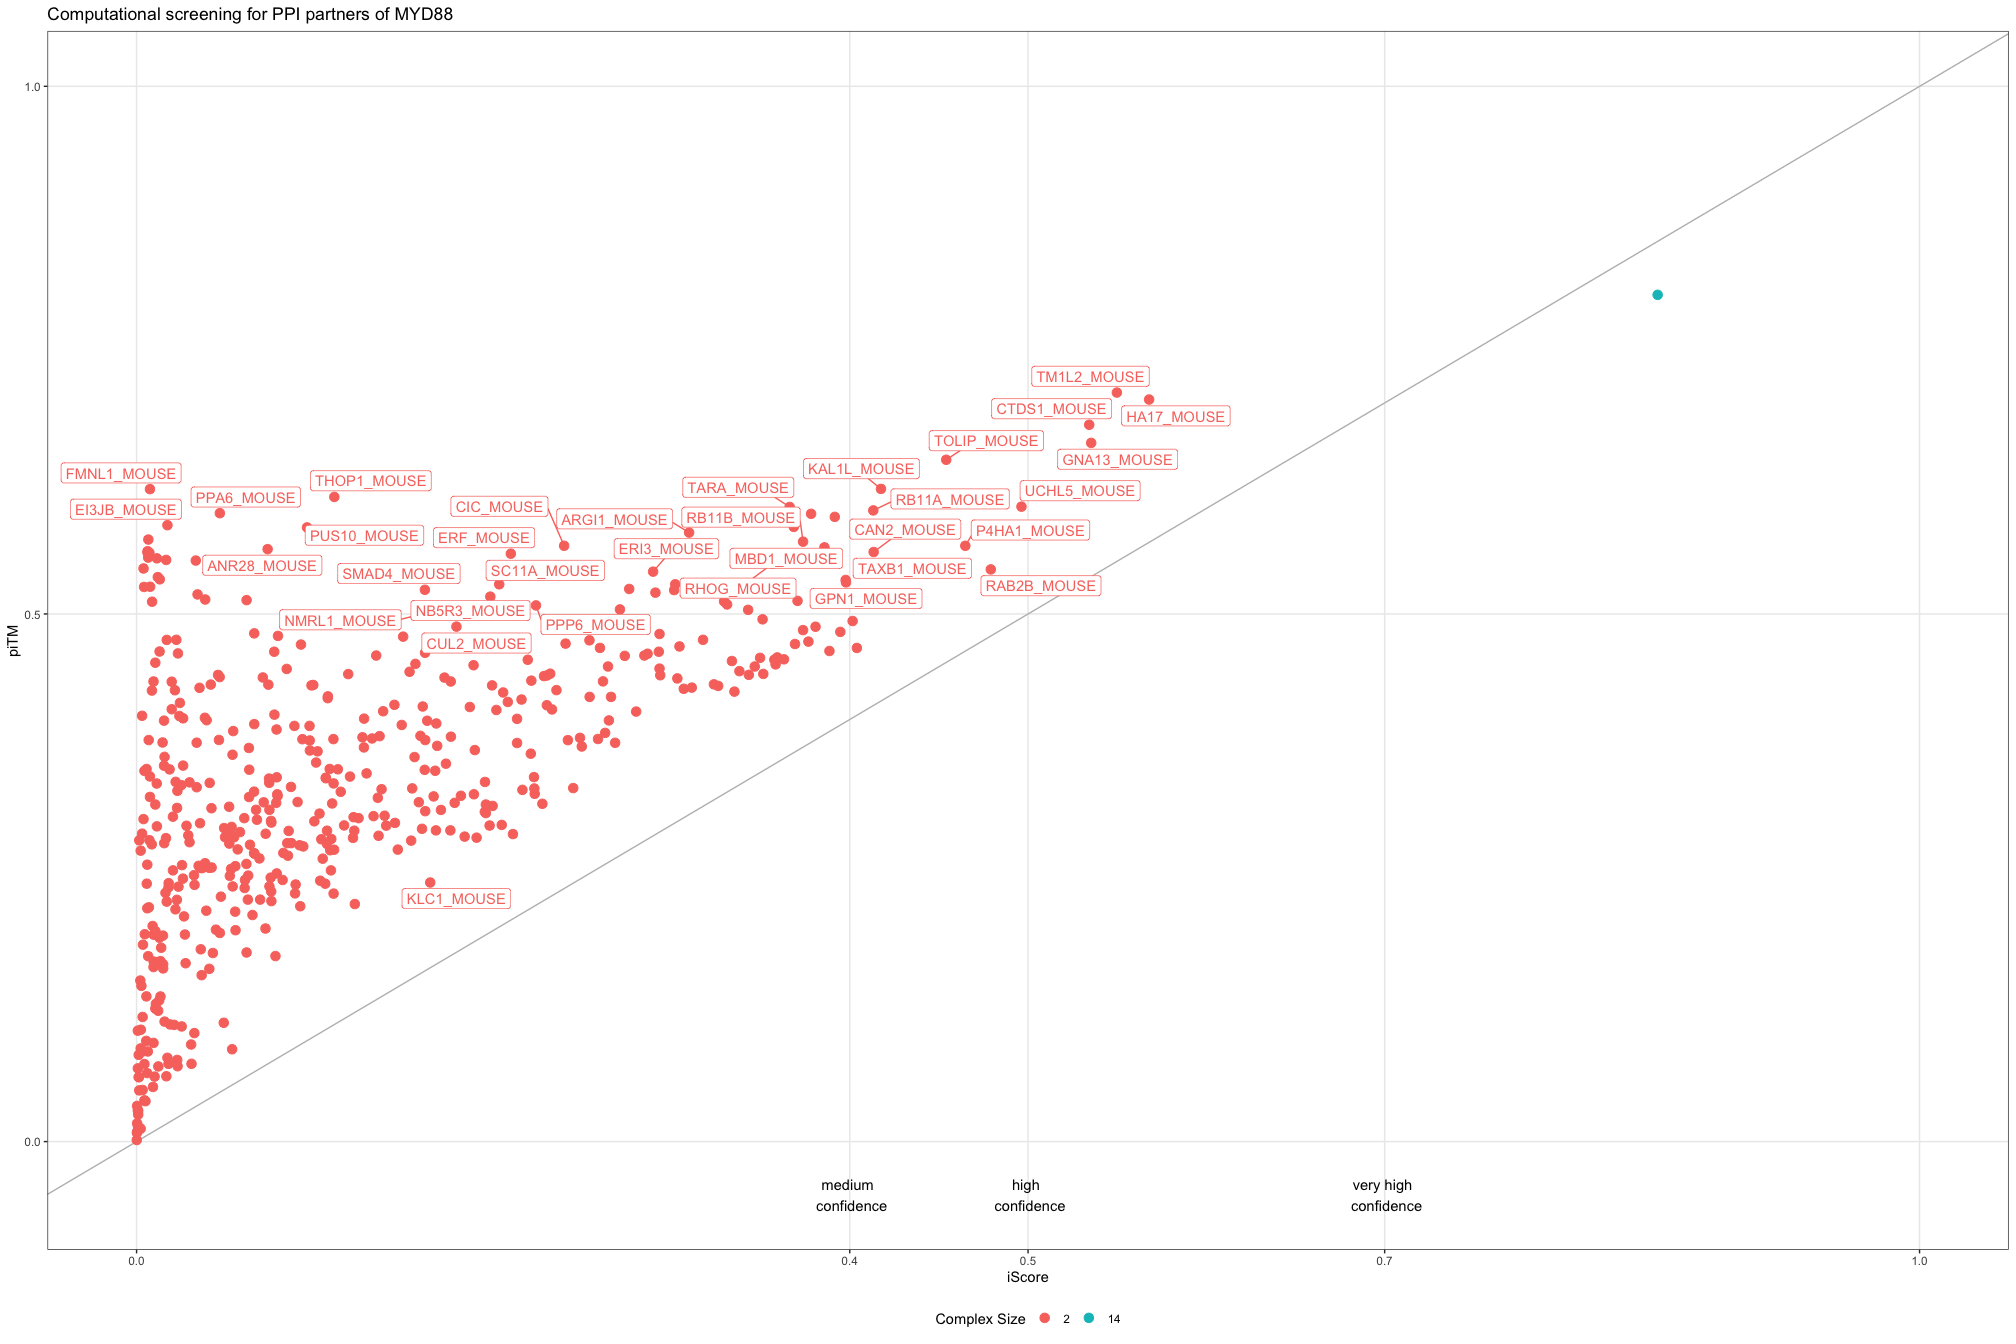 Computational screening for PPI partners of MYD88
1.0
TM1L2_MOUSE
CTDS1_MOUSE
HA17_MOUSE
TOLIP_MOUSE
GNA13_MOUSE
KAL1L_MOUSE
FMNL1_MOUSE
THOP1_MOUSE
TARA_MOUSE
UCHL5_MOUSE
PPA6_MOUSE
RB11A_MOUSE
CIC_MOUSE
EI3JB_MOUSE
ARGI1_MOUSE
RB11B_MOUSE
CAN2_MOUSE
P4HA1_MOUSE
PUS10_MOUSE
ERF_MOUSE
ERI3_MOUSE
MBD1_MOUSE
ANR28_MOUSE
SMAD4_MOUSE
SC11A_MOUSE
TAXB1_MOUSE
RHOG_MOUSE
RAB2B_MOUSE
GPN1_MOUSE
NB5R3_MOUSE
NMRL1_MOUSE
PPP6_MOUSE
CUL2_MOUSE
0.5
piTM
KLC1_MOUSE
0.0
medium
confidence
high
confidence
very high
confidence
0.0
0.4
0.5
0.7
1.0
iScore
Complex Size
2
14